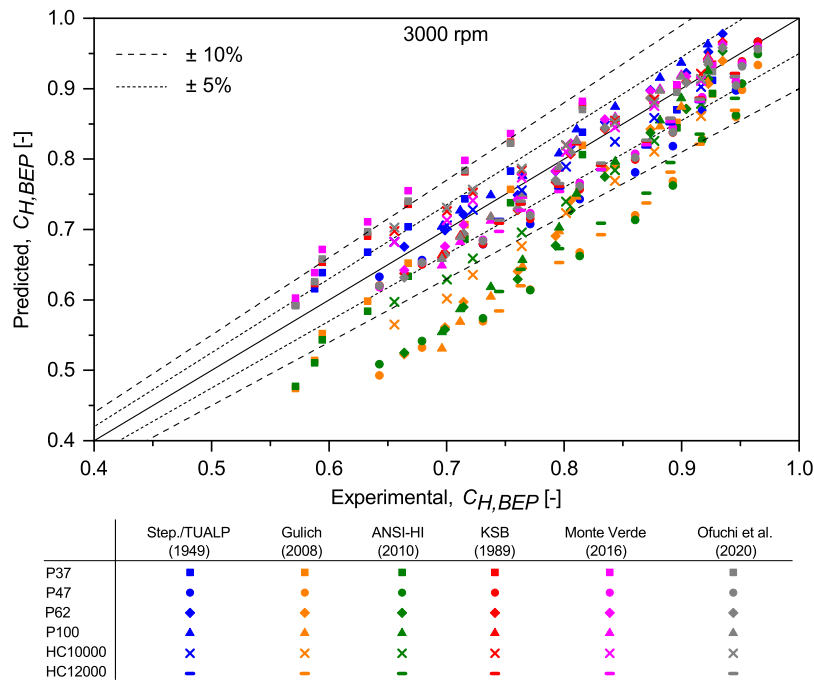 3000 rpm
± 10%
± 5%
1.0
0.9
0.8
0.7
0.6
0.5
0.4
Predicted, C_H,BEP [-]
0.4 0.5 0.6 0.7 0.8 0.9 1.0
Experimental, C_H,BEP [-]
Step./TUALP Gulich ANSI-HI KSB Monte Verde Ofuchi et al.
(1949) (2008) (2010) (1989) (2016) (2020)
P37
P47
P62
P100
HC10000
HC12000